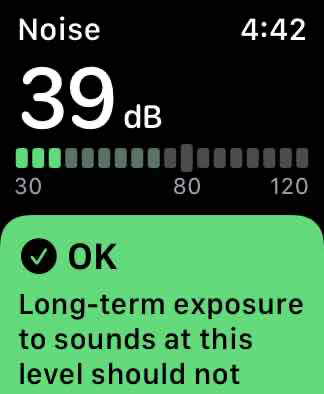 Noise 4:42
39 dB
30 80 120
OK
Long-term exposure
to sounds at this
level should not